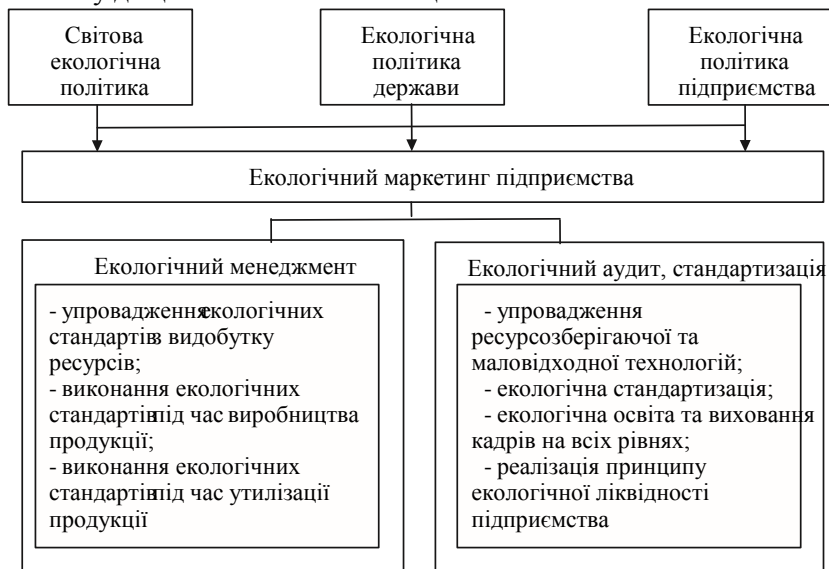 Світова
екологічна
політика
Екологічна
політика
держави
Екологічна
політика
підприємства
Екологічний маркетинг підприємства
Екологічний менеджмент
- упровадження екологічних
стандартів з видобутку
ресурсів;
- виконання екологічних
стандартів під час виробництва
продукції;
- виконання екологічних
стандартів під час утилізації
продукції
Екологічний аудит, стандартизація
- упровадження
ресурсозберігаючої та
маловідходної технологій;
- екологічна стандартизація;
- екологічна освіта та виховання
кадрів на всіх рівнях;
- реалізація принципу
екологічної ліквідності
підприємства